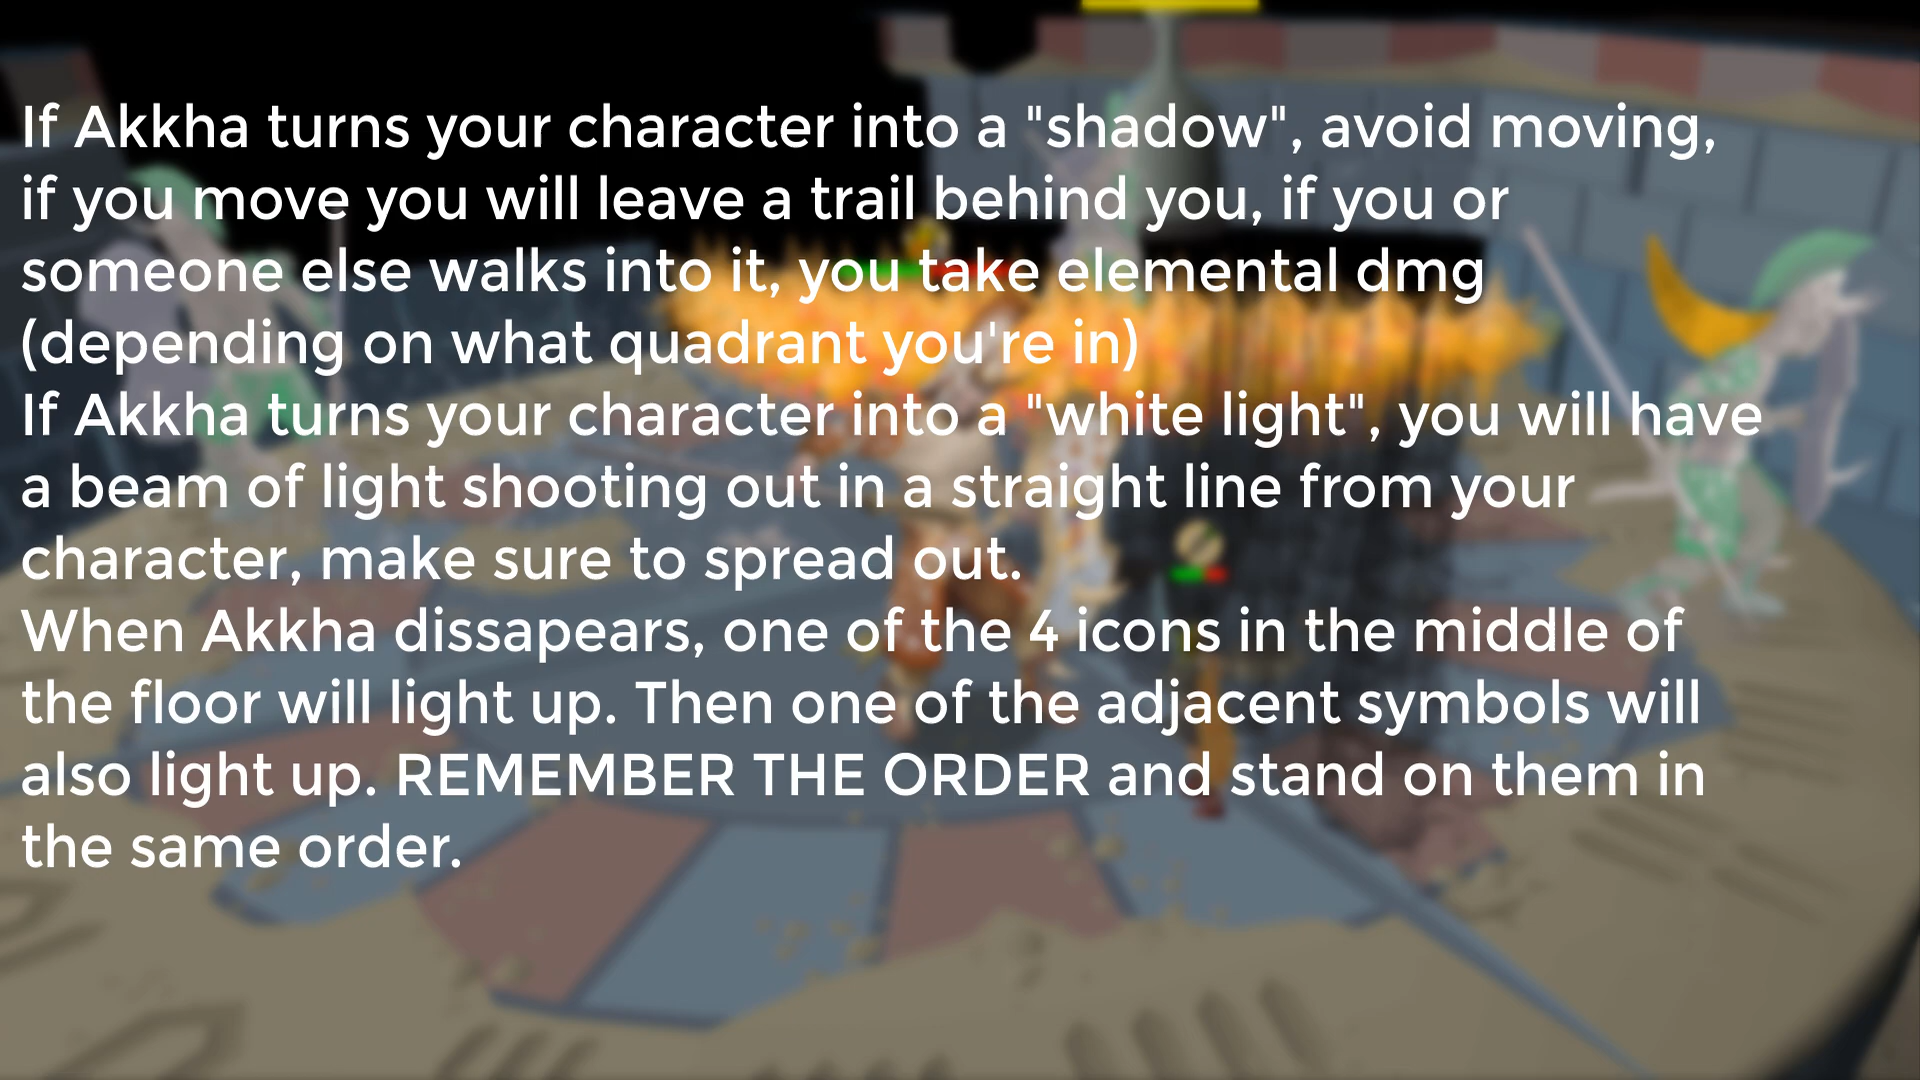 If Akkha turns your character into a "shadow", avoid moving,
if you move you will leave a trail behind you, if you or
someone else walks into it, you take elemental dmg
(depending on what quadrant you're in)
If Akkha turns your character into a "white light", you will have
a beam of light shooting out in a straight line from your
character, make sure to spread out.
When Akkha dissapears, one of the 4 icons in the middle of
the floor will light up. Then one of the adjacent symbols will
also light up. REMEMBER THE ORDER and stand on them in
the same order.